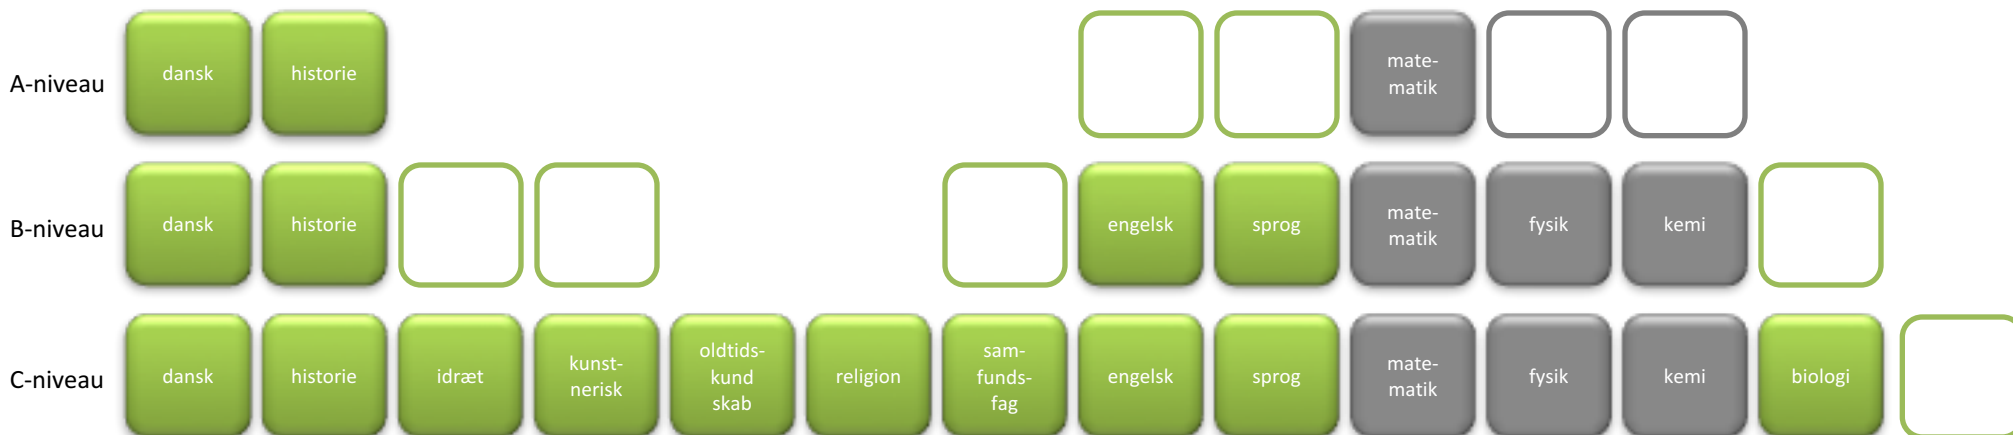 A-niveau
dansk
historie
mate-
matik
B-niveau
dansk
historie
engelsk
sprog
mate-
matik
fysik
kemi
C-niveau
dansk
historie
idræt
kunst-
nerisk
oldtids-
kund
skab
religion
sam-
funds-
fag
engelsk
sprog
mate-
matik
fysik
kemi
biologi